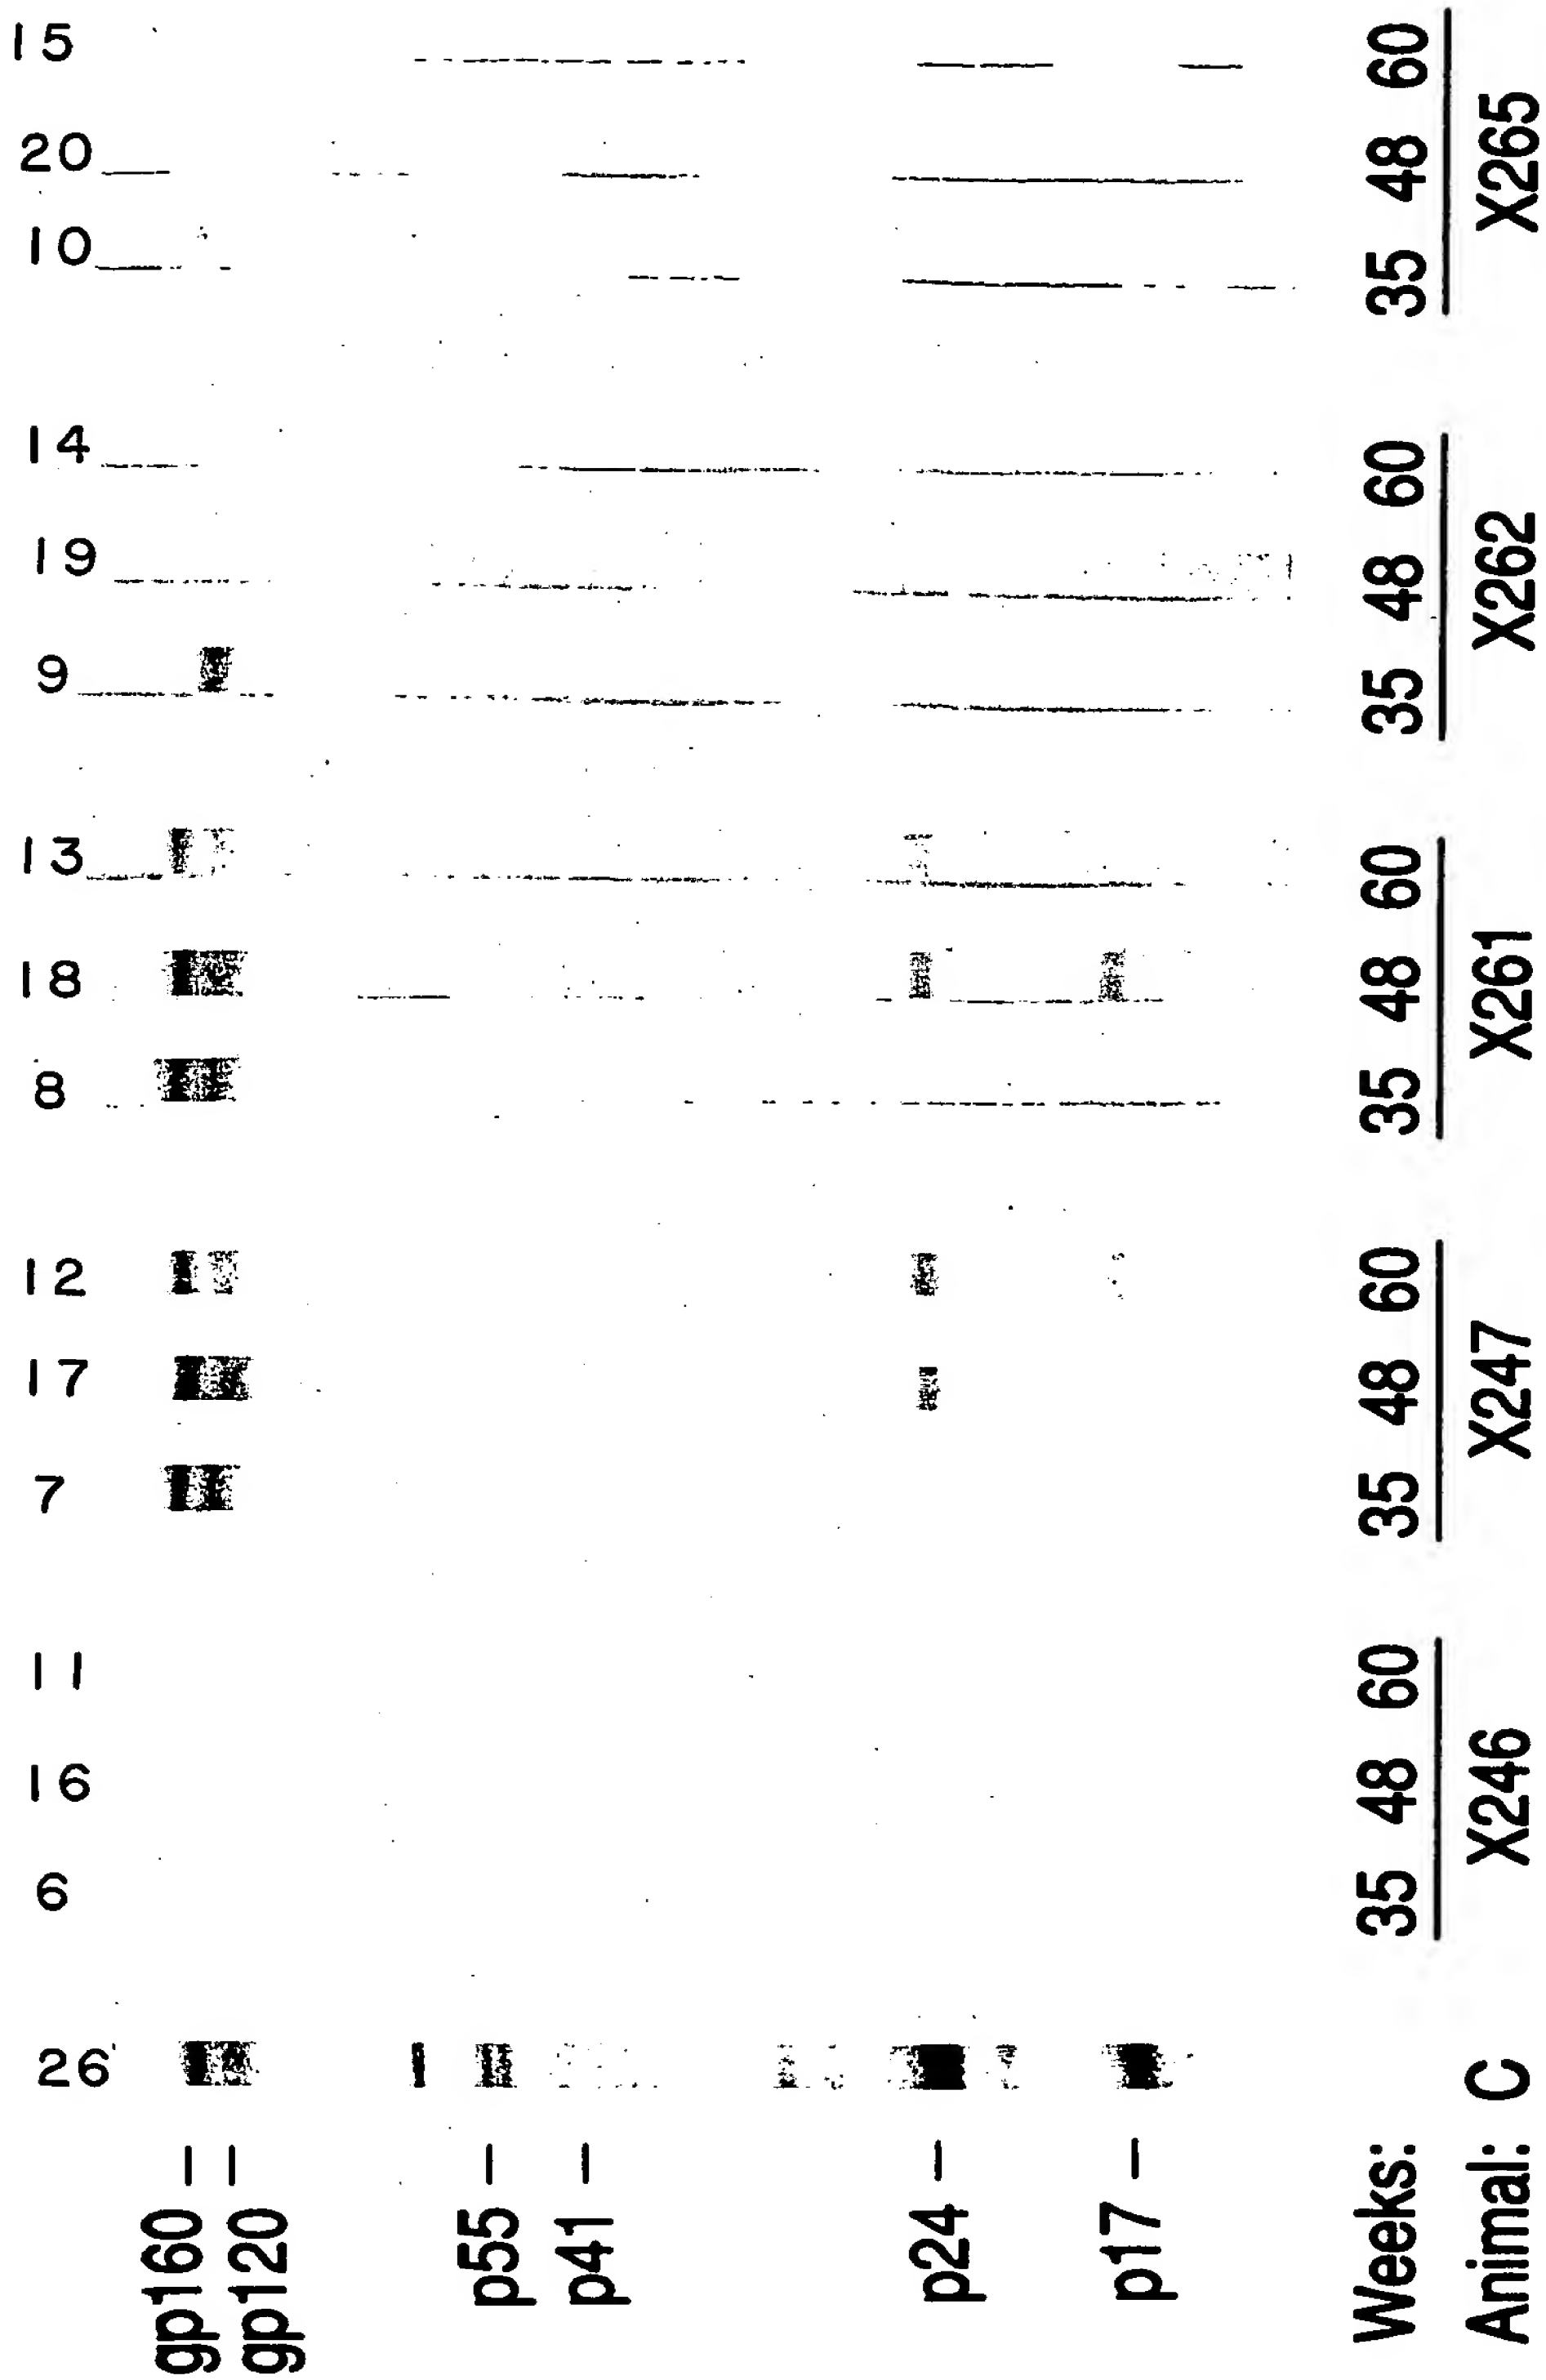 26 6 16 11 7 17 12 8 18 13 9 19 14 10 20 15
gp160 –
gp120 –
p55 –
p41 –
p24 –
p17 –
Weeks: 35 48 60 35 48 60 35 48 60 35 48 60 35 48 60
Animal: C X246 X247 X261 X262 X265